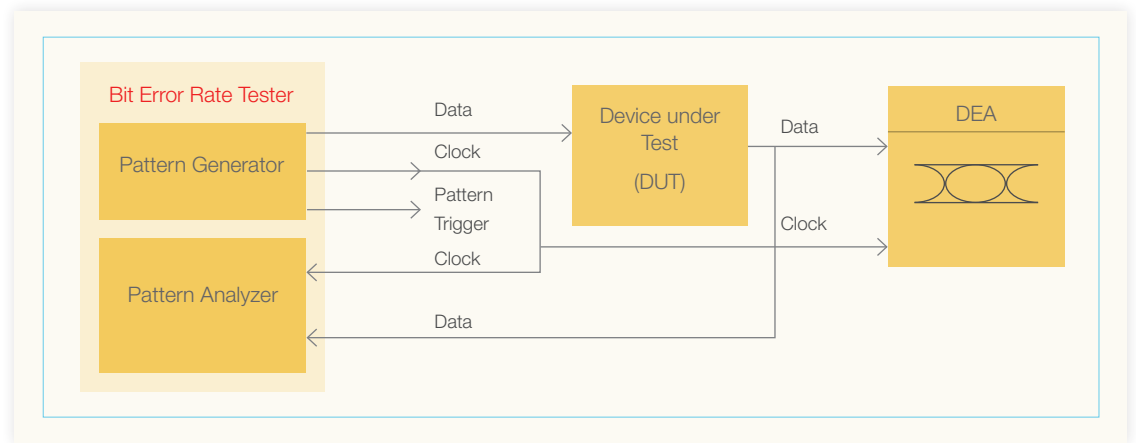 Bit Error Rate Tester
Pattern Generator
Pattern Analyzer
Data
Clock
Pattern
Trigger
Clock
Data
Device under
Test
(DUT)
Data
Clock
DEA